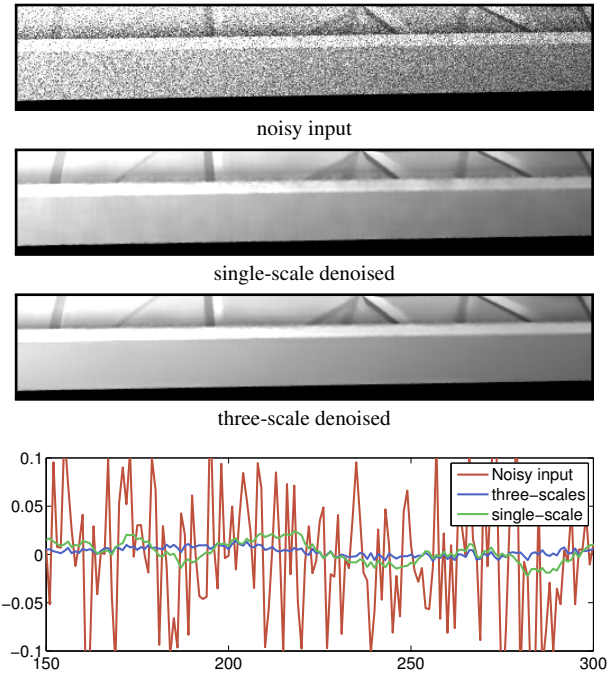 noisy input
single-scale denoised
three-scale denoised
0.1
0.05
0
−0.05
−0.1
150
200
250
300
Noisy input
three−scales
single−scale